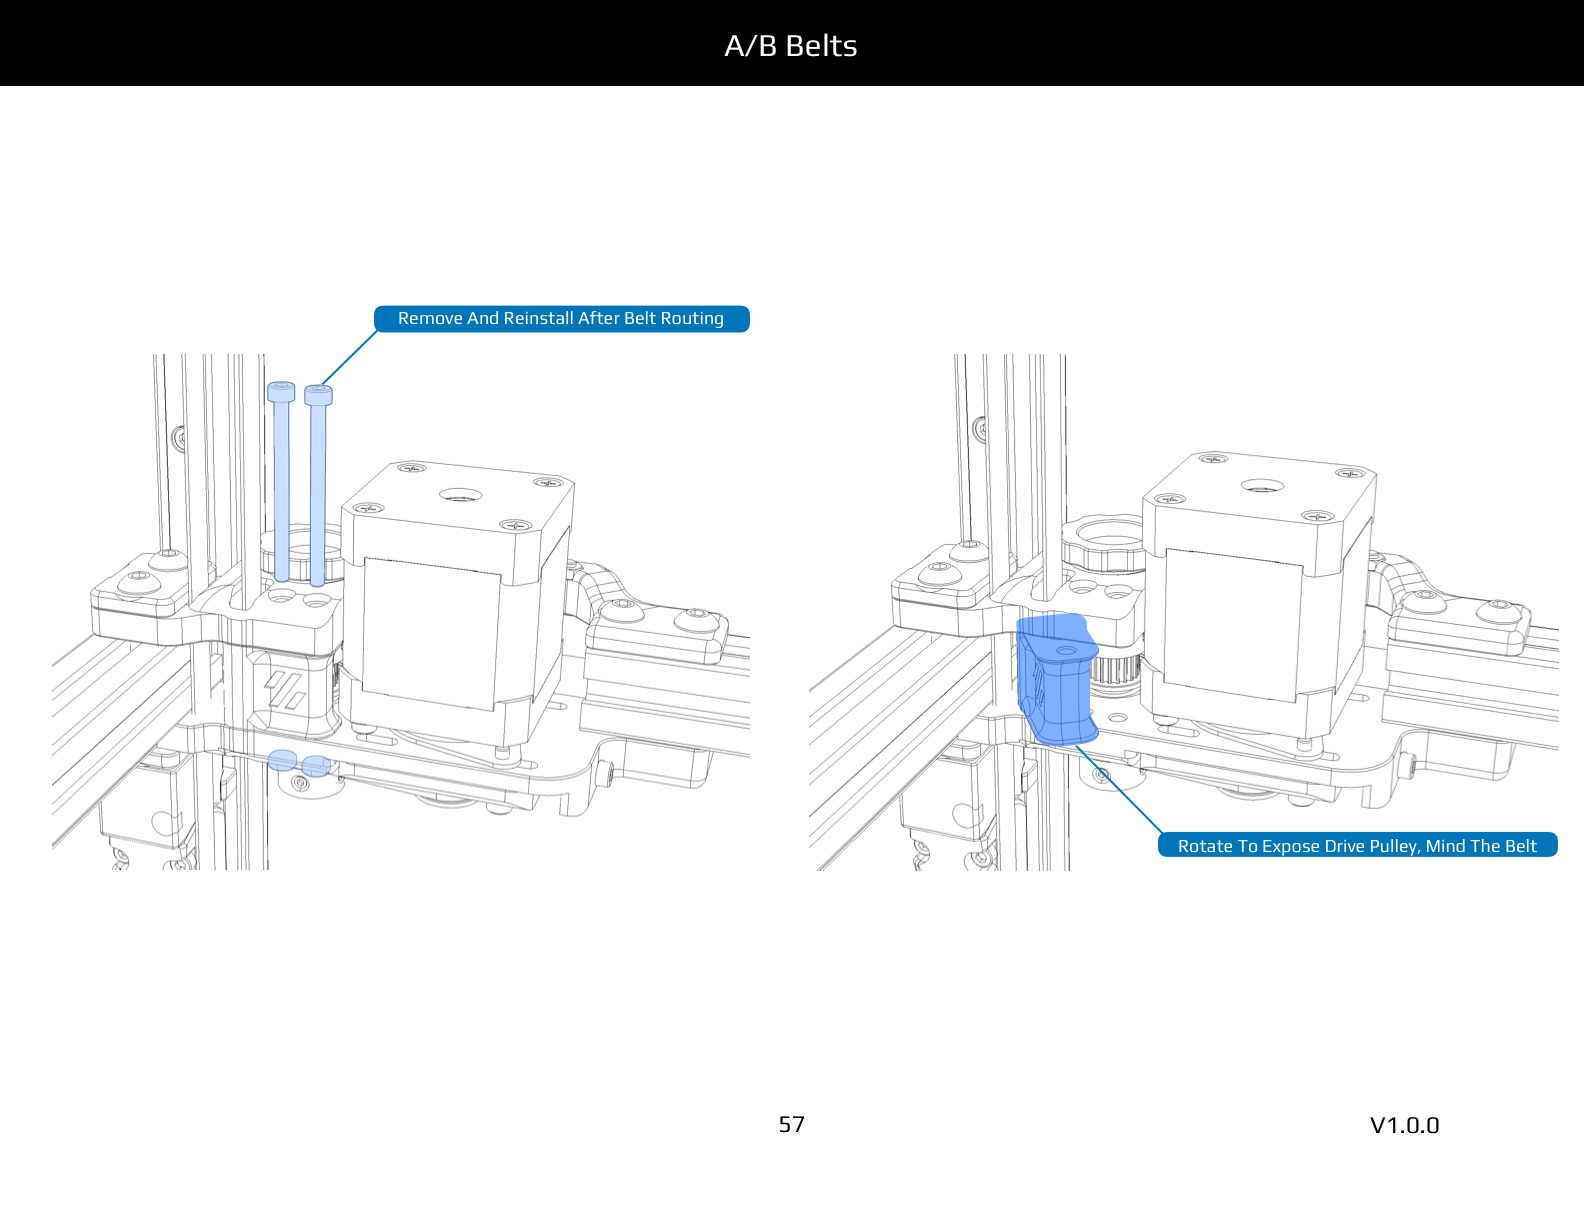 A/B Belts
Remove And Reinstall After Belt Routing
Rotate To Expose Drive Pulley, Mind The Belt
57
V1.0.0